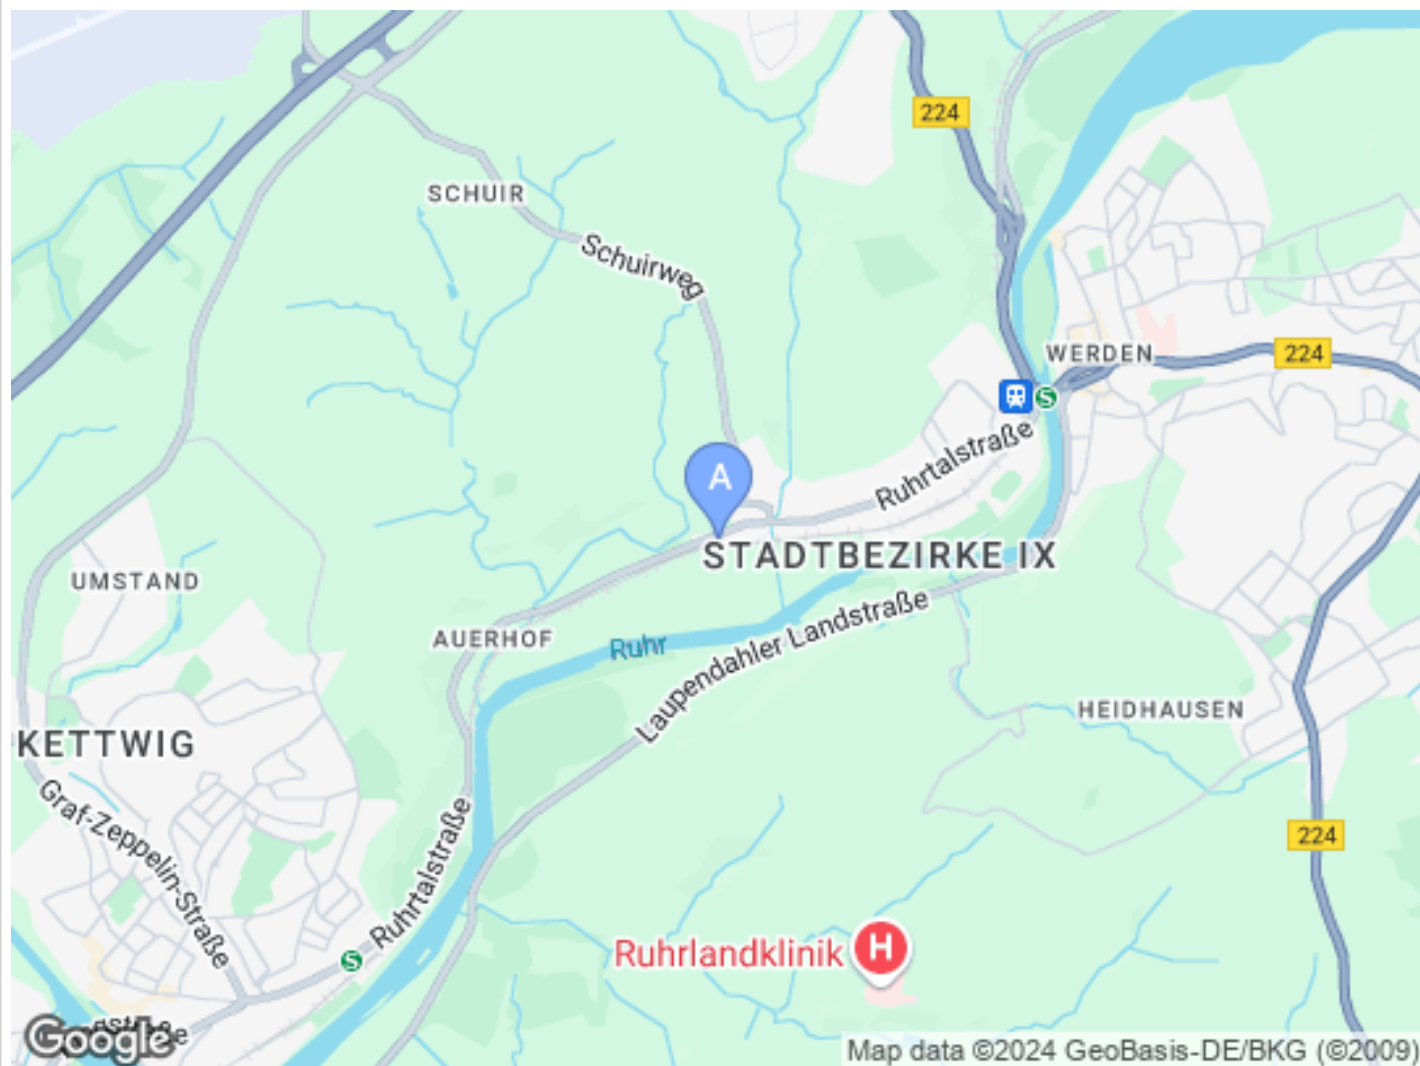 224
SCHUIR
Schuirweg
WERDEN
224
S
Ruhrtalstraße
A
STADTBEZIRKE IX
UMSTAND
AUERHOF
Ruhr
Laupendahler Landstraße
HEIDHAUSEN
KETTWIG
Graf-Zeppelin-Straße
Ruhrtalstraße
224
S
Ruhrlandklinik
H
Google
Map data ©2024 GeoBasis-DE/BKG (©2009)